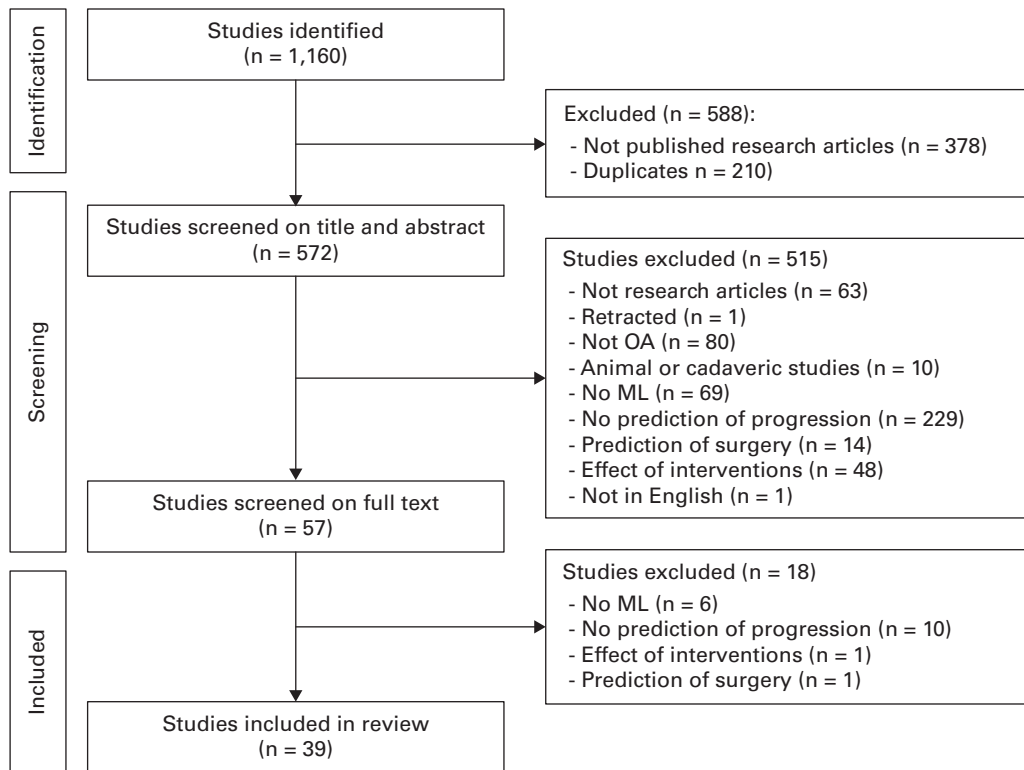 Identification
Studies identified
(n = 1,160)
Excluded (n = 588):
- Not published research articles (n = 378)
- Duplicates n = 210)
Screening
Studies screened on title and abstract
(n = 572)
Studies excluded (n = 515)
- Not research articles (n = 63)
- Retracted (n = 1)
- Not OA (n = 80)
- Animal or cadaveric studies (n = 10)
- No ML (n = 69)
- No prediction of progression (n = 229)
- Prediction of surgery (n = 14)
- Effect of interventions (n = 48)
- Not in English (n = 1)
Studies screened on full text
(n = 57)
Included
Studies excluded (n = 18)
- No ML (n = 6)
- No prediction of progression (n = 10)
- Effect of interventions (n = 1)
- Prediction of surgery (n = 1)
Studies included in review
(n = 39)